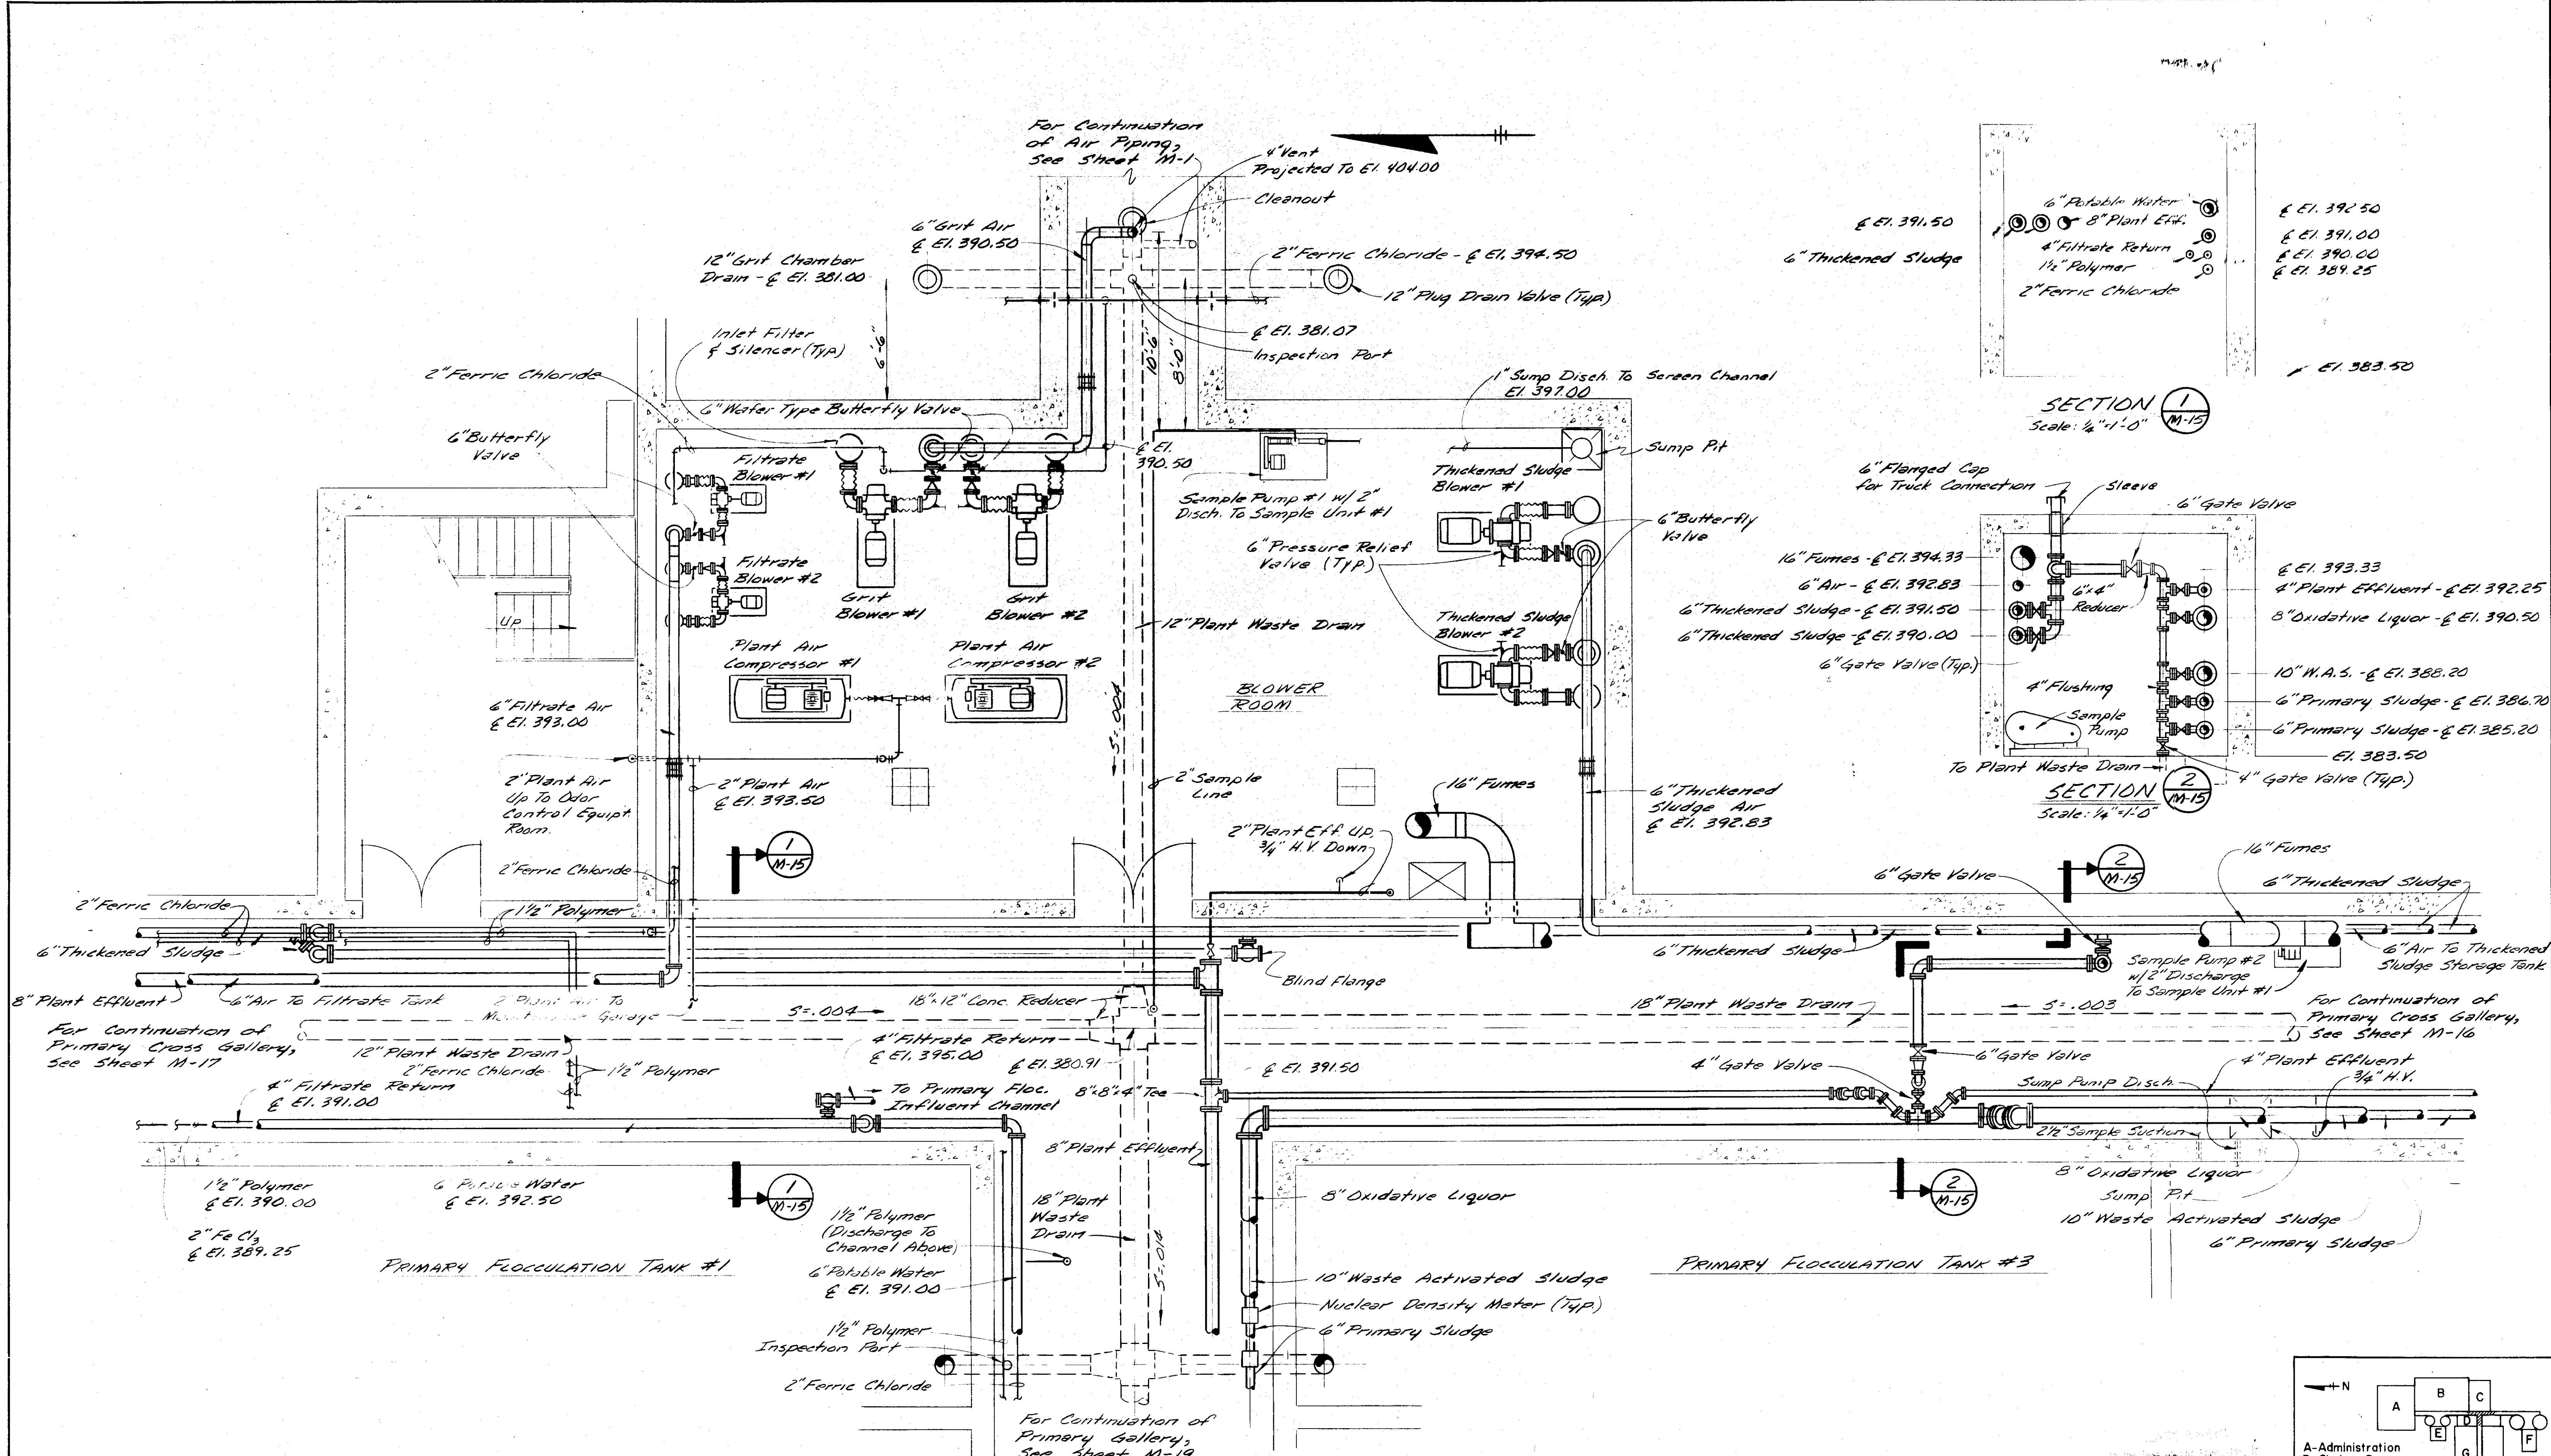 For Continuation
of Air Piping,
See Sheet M-1
4" Vent
Projected To El. 404.00
Cleanout
6" Grit Air
℄ El. 390.50
12" Grit Chamber
Drain - ℄ El. 381.00
2" Ferric Chloride - ℄ El. 394.50
12" Plug Drain Valve (Typ.)
℄ El. 381.07
Inspection Port
Inlet Filter
& Silencer (Typ.)
6'-6"
10'-6"
8'-0"
2" Ferric Chloride
6" Wafer Type Butterfly Valve
1" Sump Disch. To Screen Channel
El. 397.00
6" Butterfly
Valve
Filtrate
Blower #1
℄ El.
390.50
Sump Pit
Thickened Sludge
Blower #1
Sample Pump #1 w/ 2"
Disch. To Sample Unit #1
6" Butterfly
Valve
6" Pressure Relief
Valve (Typ.)
Filtrate
Blower #2
Grit
Blower #1
Grit
Blower #2
Up
12" Plant Waste Drain
Thickened Sludge
Blower #2
Plant Air
Compressor #1
Plant Air
Compressor #2
BLOWER
ROOM
6" Filtrate Air
℄ El. 393.00
2" Plant Air
Up To Odor
Control Equipt.
Room.
2" Plant Air
℄ El. 393.50
2" Sample
Line
16" Fumes
6" Thickened
Sludge Air
℄ El. 392.83
2" Plant Eff. Up.
3/4" H.V. Down
1
M-15
2" Ferric Chloride
6" Potable Water
8" Plant Eff.
4" Filtrate Return
1½" Polymer
2" Ferric Chloride
℄ El. 391.50
6" Thickened Sludge
℄ El. 392.50
℄ El. 391.00
℄ El. 390.00
℄ El. 389.25
El. 383.50
SECTION 1
M-15
Scale: ¼"=1'-0"
6" Flanged Cap
for Truck Connection
Sleeve
6" Gate Valve
16" Fumes - ℄ El. 394.33
6" Air - ℄ El. 392.83
6" Thickened Sludge - ℄ El. 391.50
6" Thickened Sludge - ℄ El. 390.00
6" Gate Valve (Typ.)
6"x4"
Reducer
℄ El. 393.33
4" Plant Effluent - ℄ El. 392.25
8" Oxidative Liquor - ℄ El. 390.50
10" W.A.S. - ℄ El. 388.20
6" Primary Sludge - ℄ El. 386.70
6" Primary Sludge - ℄ El. 385.20
El. 383.50
4" Flushing
Sample
Pump
To Plant Waste Drain
4" Gate Valve (Typ.)
SECTION 2
M-15
Scale: ¼"=1'-0"
2
M-15
6" Gate Valve
16" Fumes
6" Thickened Sludge
2" Ferric Chloride
1½" Polymer
6" Thickened Sludge
6" Thickened Sludge
Sample Pump #2
w/2" Discharge
To Sample Unit #1
6" Air To Thickened
Sludge Storage Tank
Blind Flange
8" Plant Effluent
6" Air To Filtrate Tank
2" Plant Air To
Garage
18"x12" Conc. Reducer
18" Plant Waste Drain
S=.004
S=.003
For Continuation of
Primary Cross Gallery,
See Sheet M-17
For Continuation of
Primary Cross Gallery,
See Sheet M-16
12" Plant Waste Drain
2" Ferric Chloride
1½" Polymer
4" Filtrate Return
℄ El. 395.00
℄ El. 380.91
℄ El. 391.50
4" Gate Valve
6" Gate Valve
4" Plant Effluent
3/4" H.V.
Sump Pump Disch.
4" Filtrate Return
℄ El. 391.00
To Primary Floc.
Influent Channel
8"x8"x4" Tee
2½" Sample Suction
8" Plant Effluent
1½" Polymer
℄ El. 390.00
2" FeCl3
℄ El. 389.25
6" Potable Water
℄ El. 392.50
1
M-15
1½" Polymer
(Discharge To
Channel Above)
6" Potable Water
℄ El. 391.00
18" Plant
Waste
Drain
8" Oxidative Liquor
2
M-15
8" Oxidative Liquor
Sump Pit
10" Waste Activated Sludge
6" Primary Sludge
PRIMARY FLOCCULATION TANK #1
PRIMARY FLOCCULATION TANK #3
10" Waste Activated Sludge
Nuclear Density Meter (Typ.)
6" Primary Sludge
1½" Polymer
Inspection Port
2" Ferric Chloride
For Continuation of
Primary Gallery,
See Sheet M-19
N
A
B
C
E
F
G
A-Administration